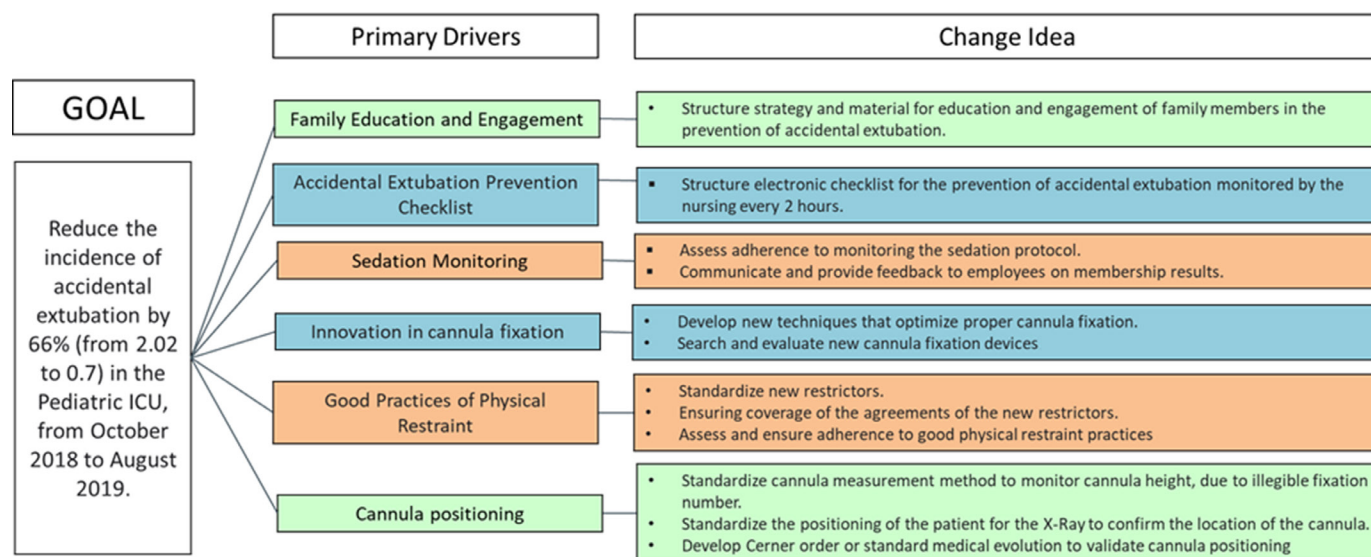 Primary Drivers
Change Idea
GOAL
Reduce the
incidence of
accidental
extubation by
66% (from 2.02
to 0.7) in the
Pediatric ICU,
from October
2018 to August
2019.
Family Education and Engagement
• Structure strategy and material for education and engagement of family members in the
prevention of accidental extubation.
Accidental Extubation Prevention
Checklist
▪ Structure electronic checklist for the prevention of accidental extubation monitored by the
nursing every 2 hours.
Sedation Monitoring
▪ Assess adherence to monitoring the sedation protocol.
▪ Communicate and provide feedback to employees on membership results.
Innovation in cannula fixation
• Develop new techniques that optimize proper cannula fixation.
• Search and evaluate new cannula fixation devices
Good Practices of Physical
Restraint
• Standardize new restrictors.
• Ensuring coverage of the agreements of the new restrictors.
• Assess and ensure adherence to good physical restraint practices
Cannula positioning
• Standardize cannula measurement method to monitor cannula height, due to illegible fixation
number.
• Standardize the positioning of the patient for the X-Ray to confirm the location of the cannula.
• Develop Cerner order or standard medical evolution to validate cannula positioning